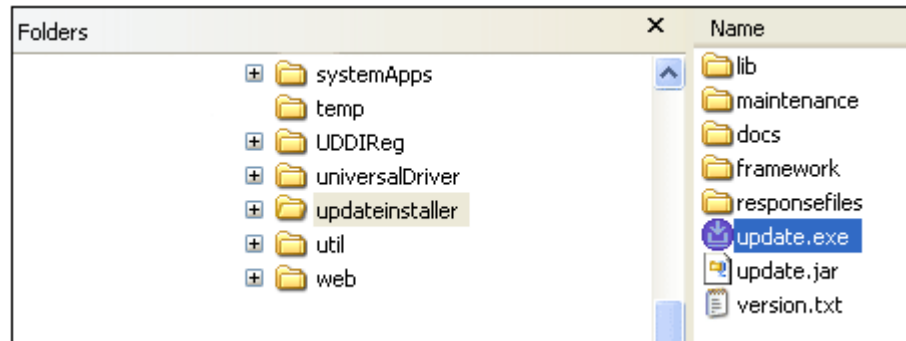 Folders
systemApps
temp
UDDIReg
universalDriver
updateinstaller
util
web
Name
lib
maintenance
docs
framework
responsefiles
update.exe
update.jar
version.txt